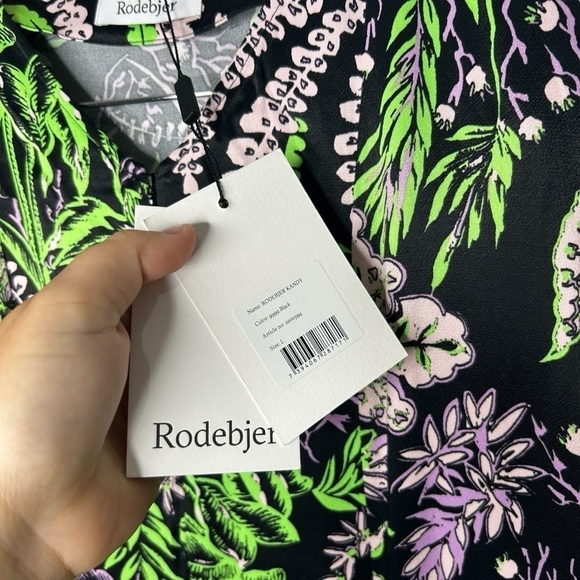 Rodebjer
Name: RODEBJER KANDY
Color: 9999 Black
Size: L
Rodebjer